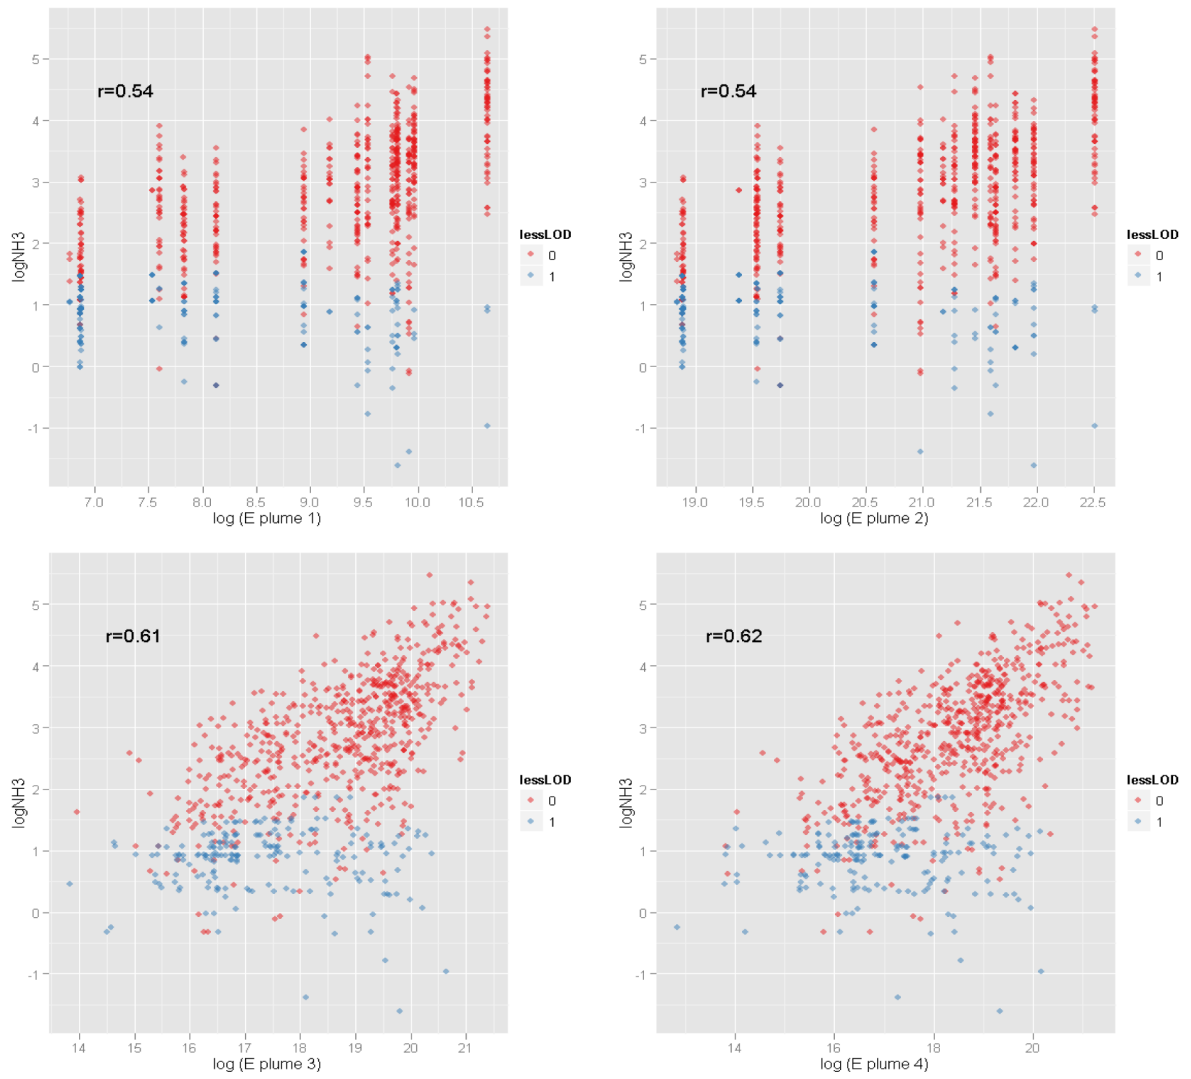 r=0.54
logNH3
5
4
3
2
1
0
-1
7.0 7.5 8.0 8.5 9.0 9.5 10.0 10.5
log (E plume 1)
lessLOD
0
1
r=0.54
logNH3
5
4
3
2
1
0
-1
19.0 19.5 20.0 20.5 21.0 21.5 22.0 22.5
log (E plume 2)
lessLOD
0
1
r=0.61
logNH3
5
4
3
2
1
0
-1
14 15 16 17 18 19 20 21
log (E plume 3)
lessLOD
0
1
r=0.62
logNH3
5
4
3
2
1
0
-1
14 16 18 20
log (E plume 4)
lessLOD
0
1